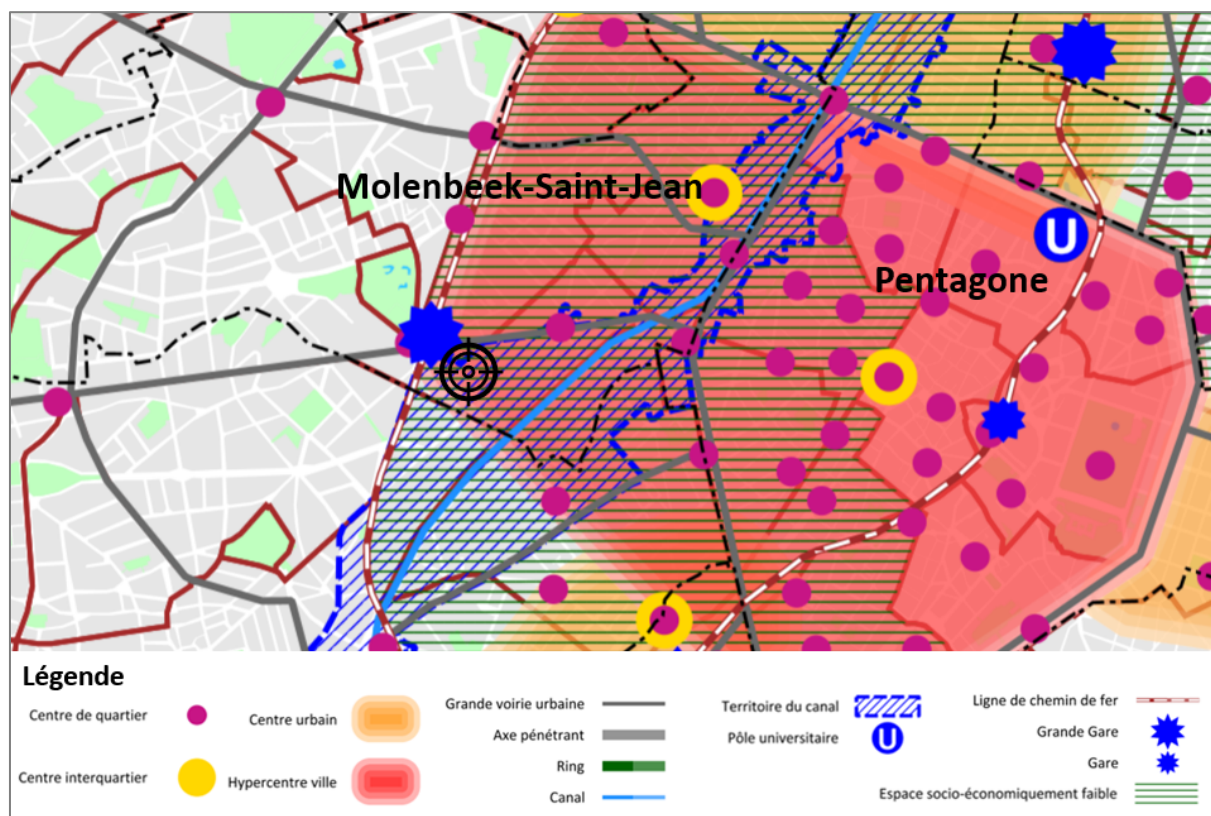 Molenbeek-Saint-Jean
U
Pentagone
Légende
Centre de quartier
Centre urbain
Grande voirie urbaine
Territoire du canal
Ligne de chemin de fer
Axe pénétrant
Pôle universitaire
U
Grande Gare
Centre interquartier
Hypercentre ville
Ring
Gare
Canal
Espace socio-économiquement faible